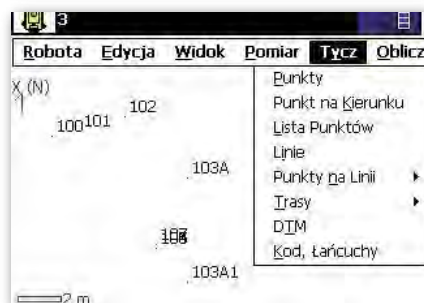 3
Robota Edycja Widok Pomiar Tycz Oblicz
Punkty
Punkt na Kierunku
Lista Punktów
Linie
Punkty na Linii
Trasy
DTM
Kod, Łańcuchy
X (N)
102
100 101
103A
103A1
2 m